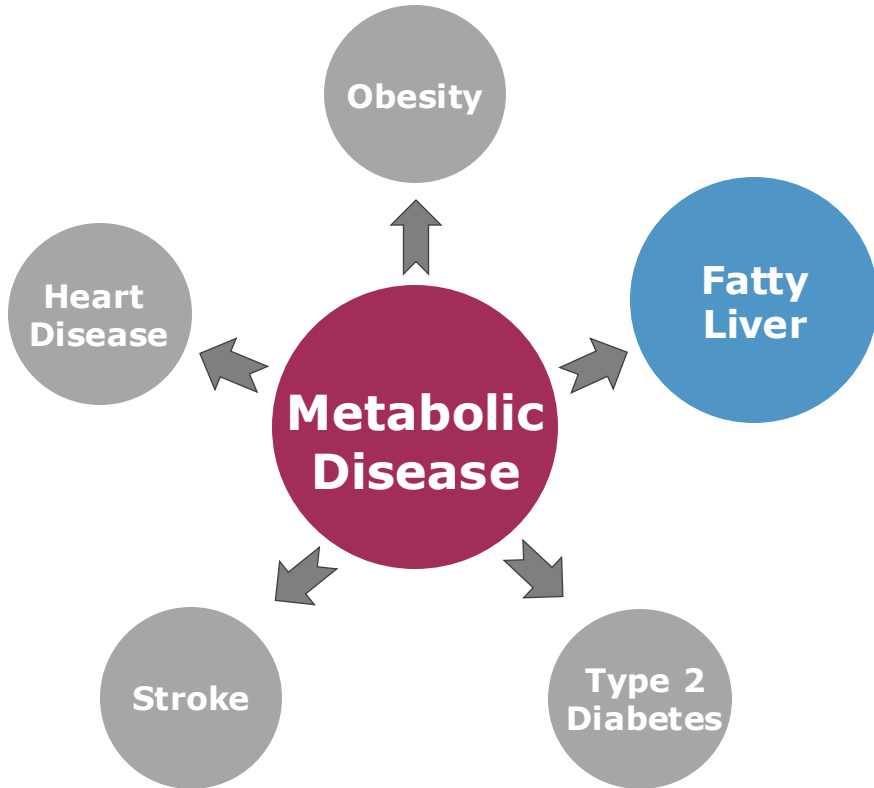 Obesity
Fatty
Liver
Heart
Disease
Metabolic
Disease
Stroke
Type 2
Diabetes